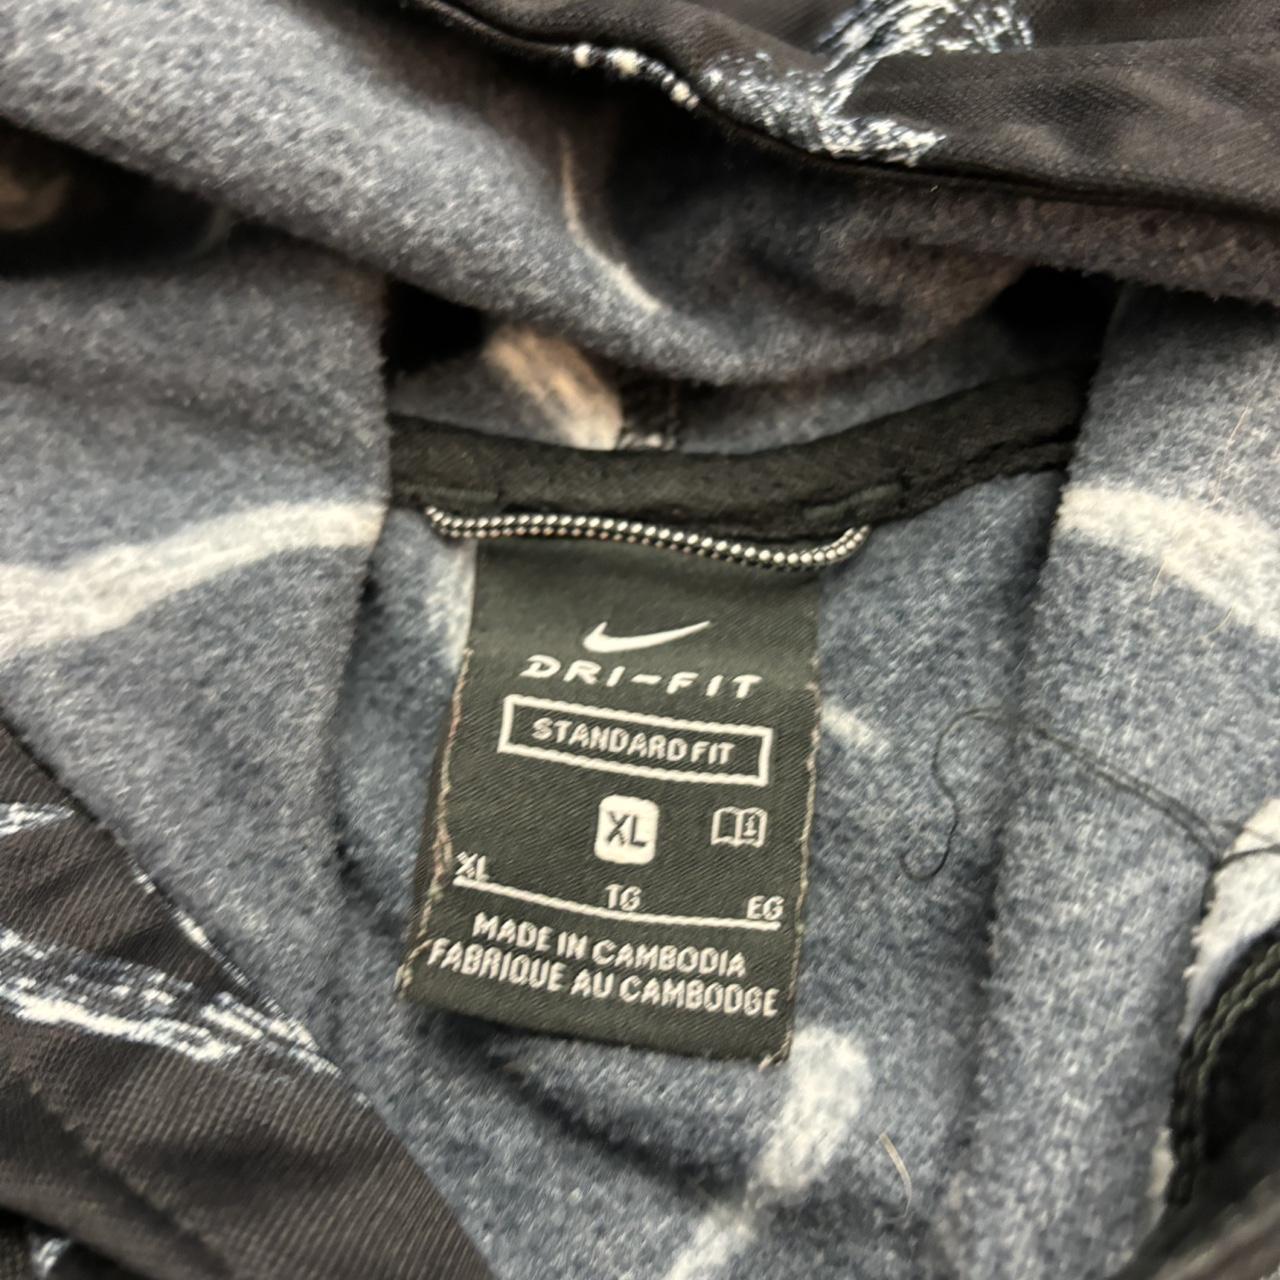 DRI-FIT
STANDARD FIT
XL
XL TG EG
MADE IN CAMBODIA
FABRIQUE AU CAMBODGE